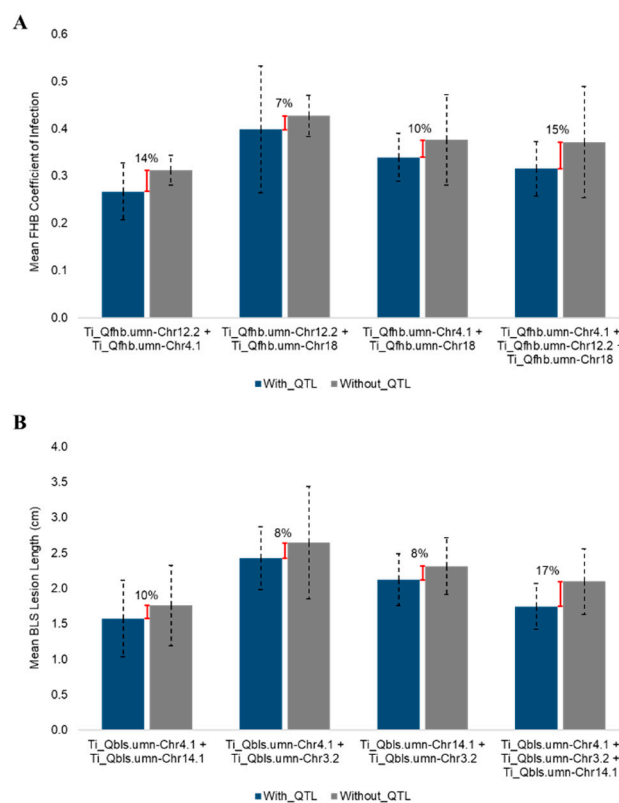 A
Mean FHB Coefficient of Infection
0.6
0.5
0.4
0.3
0.2
0.1
0.0
14%
7%
10%
15%
Ti_Qfhb.umn-Chr12.2 +
Ti_Qfhb.umn-Chr4.1
Ti_Qfhb.umn-Chr12.2 +
Ti_Qfhb.umn-Chr18
Ti_Qfhb.umn-Chr4.1 +
Ti_Qfhb.umn-Chr18
Ti_Qfhb.umn-Chr4.1 +
Ti_Qfhb.umn-Chr12.2 +
Ti_Qfhb.umn-Chr18
With_QTL
Without_QTL
B
Mean BLS Lesion Length (cm)
4.0
3.5
3.0
2.5
2.0
1.5
1.0
0.5
0.0
10%
8%
8%
17%
Ti_Qbls.umn-Chr4.1 +
Ti_Qbls.umn-Chr14.1
Ti_Qbls.umn-Chr4.1 +
Ti_Qbls.umn-Chr3.2
Ti_Qbls.umn-Chr14.1 +
Ti_Qbls.umn-Chr3.2
Ti_Qbls.umn-Chr4.1 +
Ti_Qbls.umn-Chr3.2 +
Ti_Qbls.umn-Chr14.1
With_QTL
Without_QTL